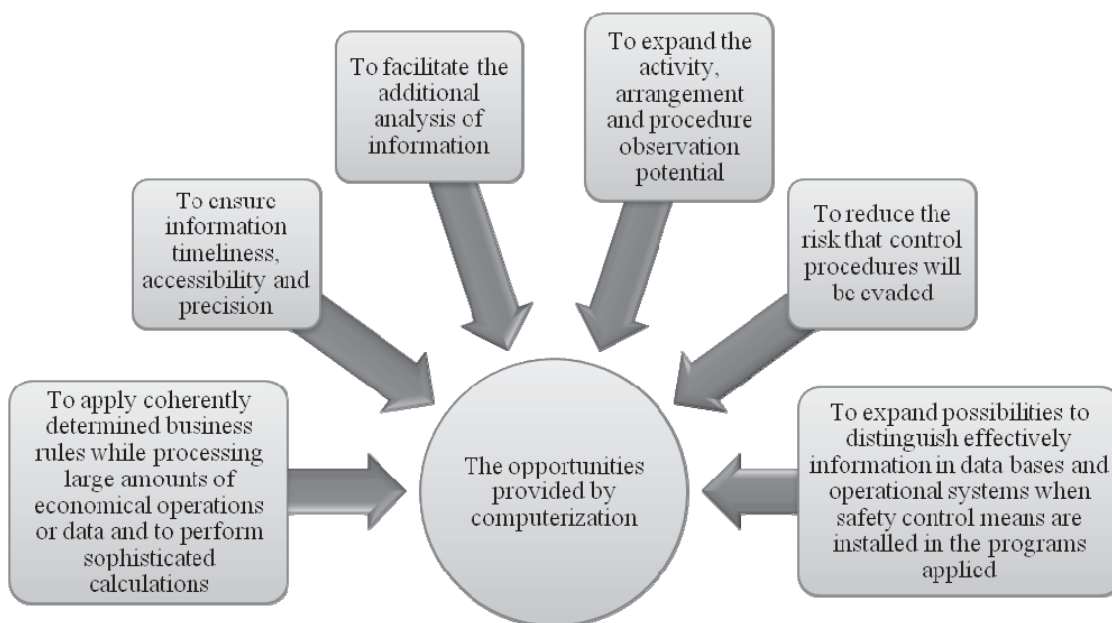 To apply coherently
determined business
rules while processing
large amounts of
economical operations
or data and to perform
sophisticated
calculations
To ensure
information
timeliness,
accessibility and
precision
To facilitate the
additional
analysis of
information
To expand the
activity,
arrangement
and procedure
observation
potential
To reduce the
risk that control
procedures will
be evaded
To expand possibilities to
distinguish effectively
information in data bases and
operational systems when
safety control means are
installed in the programs
applied
The opportunities
provided by
computerization